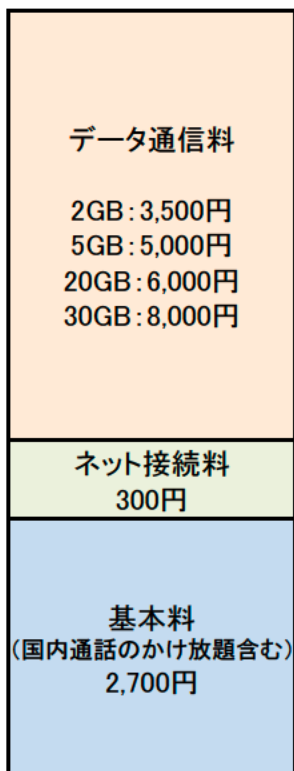 データ通信料
2GB:3,500円
5GB:5,000円
20GB:6,000円
30GB:8,000円
ネット接続料
300円
基本料
(国内通話のかけ放題含む)
2,700円